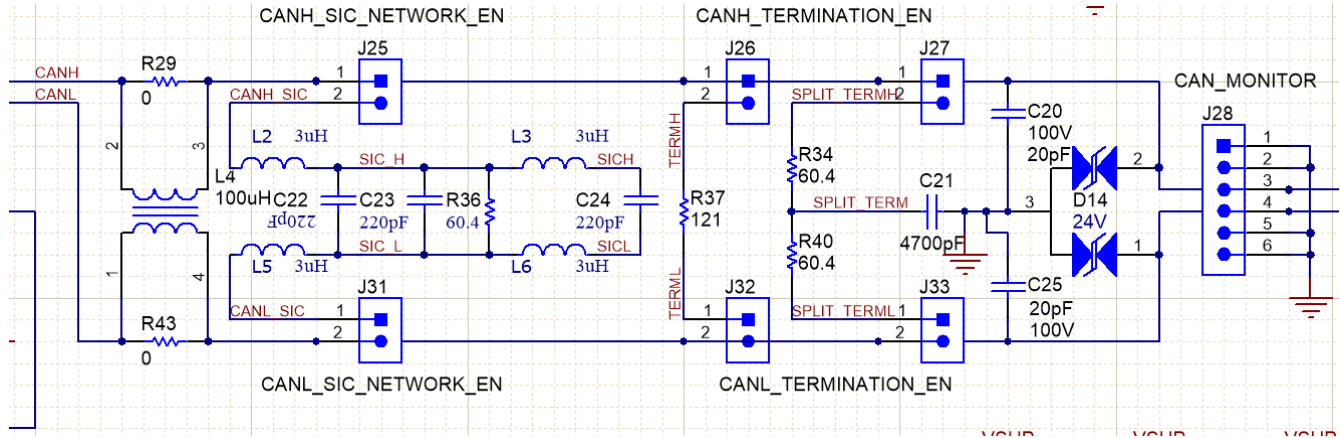 CANH_SIC_NETWORK_EN
CANH_TERMINATION_EN
J25
J26
J27
R29
0
CANH
CANL
1
2
CANH_SIC
1
2
1
2
SPLIT_TERMH
CAN_MONITOR
J28
C20
100V
20pF
2
3
L2
3uH
SIC_H
L3
3uH
SICH
TERMH
R34
60.4
L4
100uH
C22
220pF
C23
220pF
R36
60.4
C24
220pF
R37
121
SPLIT_TERM
C21
4700pF
3
D14
24V
2
1
1
2
3
4
5
6
SIC_L
SICL
L5
3uH
L6
3uH
R40
60.4
1
4
CANL_SIC
J31
1
2
TERML
J32
1
2
SPLIT_TERML
J33
1
2
C25
20pF
100V
R43
0
CANL_SIC_NETWORK_EN
CANL_TERMINATION_EN